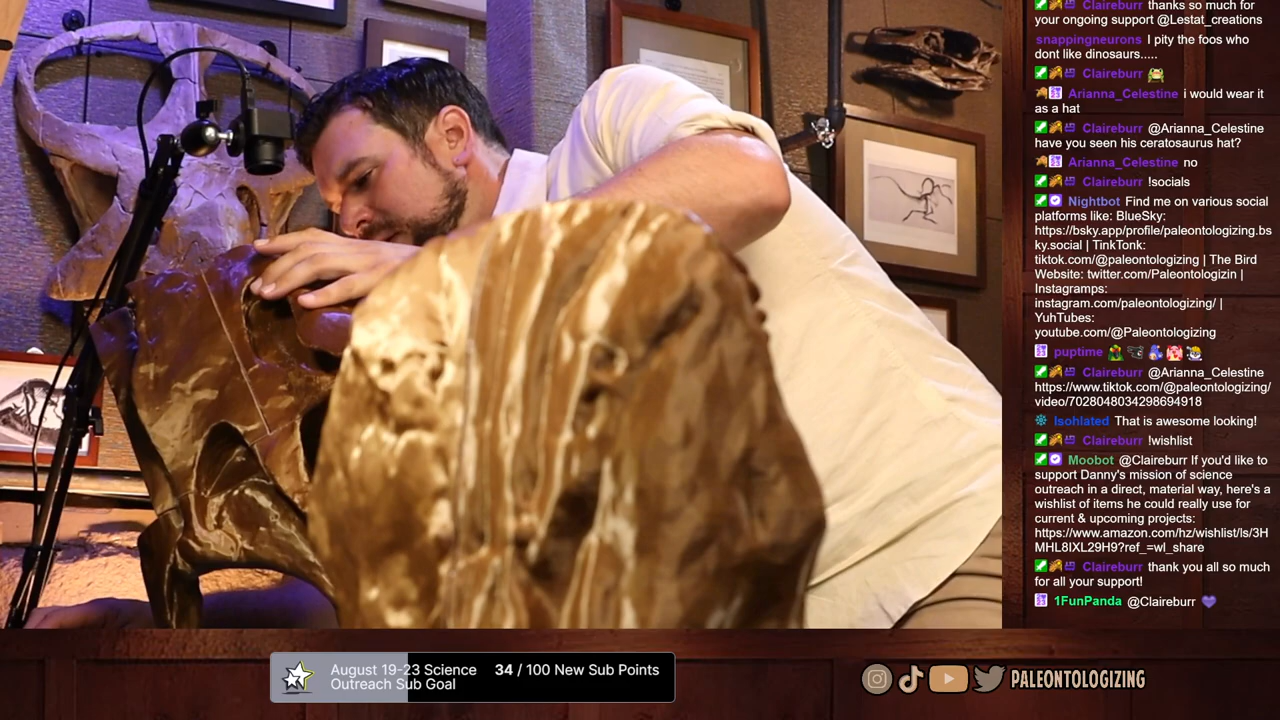 Claireburr thanks so much for
your ongoing support @Lestat_creations
snappingneurons I pity the foos who
dont like dinosaurs.....
Claireburr
Arianna_Celestine i would wear it
as a hat
Claireburr @Arianna_Celestine
have you seen his ceratosaurus hat?
Arianna_Celestine no
Claireburr !socials
Nightbot Find me on various social
platforms like: BlueSky:
https://bsky.app/profile/paleontologizing.bs
ky.social | TinkTonk:
tiktok.com/@paleontologizing | The Bird
Website: twitter.com/Paleontologizin |
Instagramps:
instagram.com/paleontologizing/ |
YuhTubes:
youtube.com/@Paleontologizing
puptime
Claireburr @Arianna_Celestine
https://www.tiktok.com/@paleontologizing/
video/7028048034298694918
Isohlated That is awesome looking!
Claireburr !wishlist
Moobot @Claireburr If you'd like to
support Danny's mission of science
outreach in a direct, material way, here's a
wishlist of items he could really use for
current & upcoming projects:
https://www.amazon.com/hz/wishlist/ls/3H
MHL8IXL29H9?ref_=wl_share
Claireburr thank you all so much
for all your support!
1FunPanda @Claireburr
August 19-23 Science
Outreach Sub Goal
34 / 100 New Sub Points
PALEONTOLOGIZING